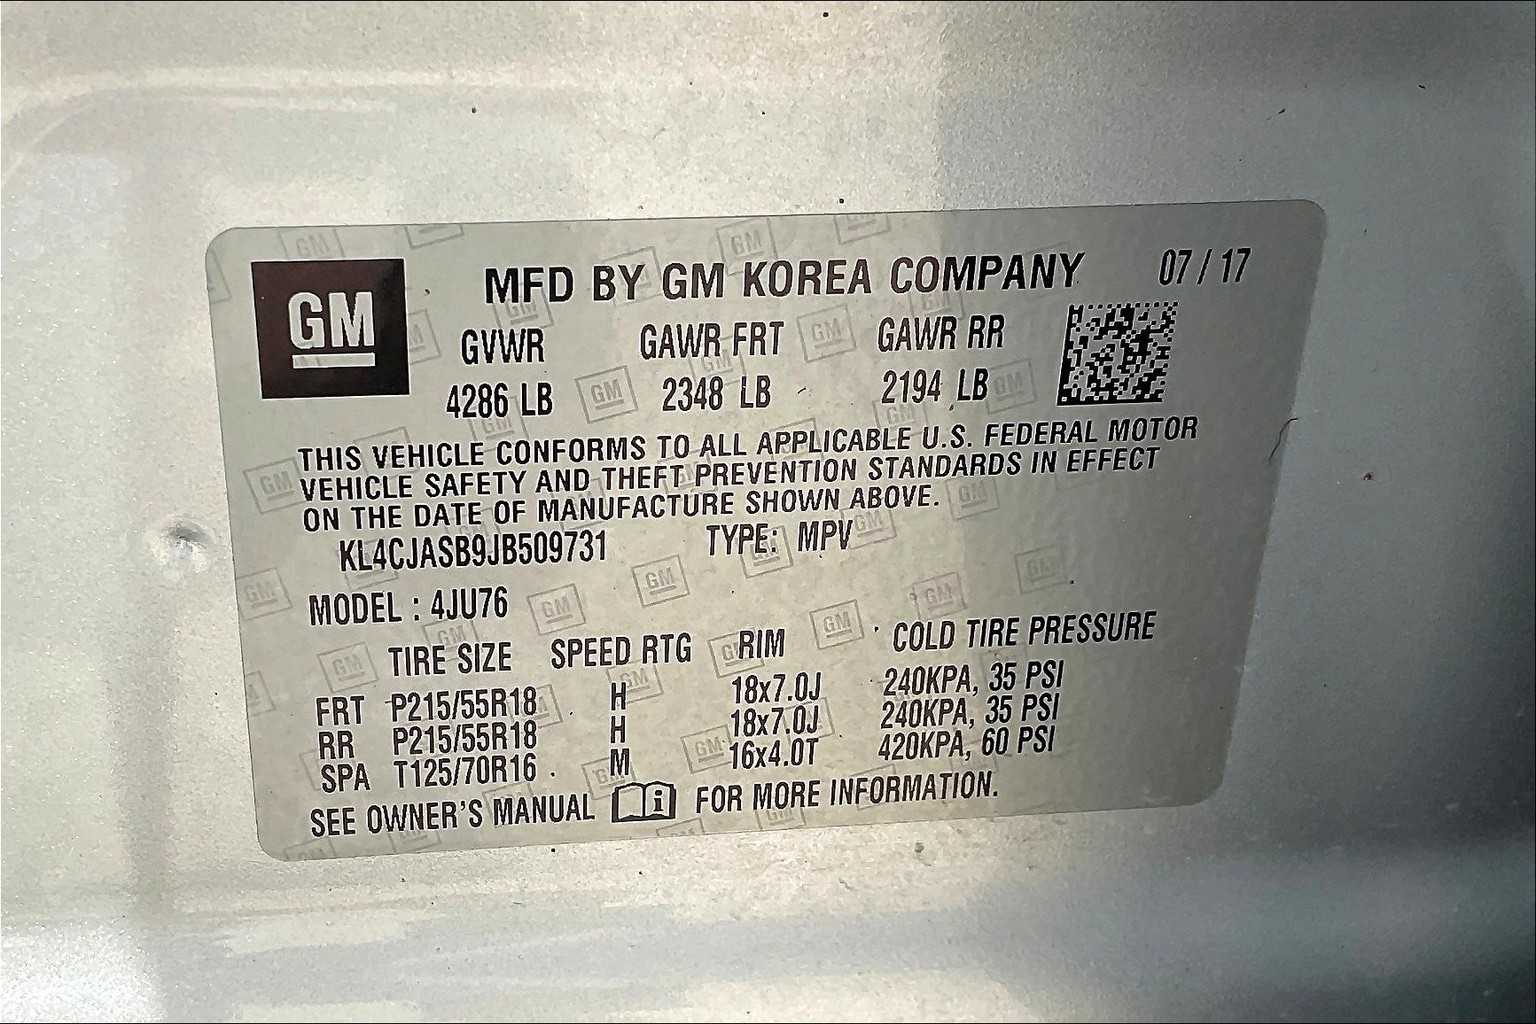 GM
MFD BY GM KOREA COMPANY 07 / 17
GVWR GAWR FRT GAWR RR
4286 LB 2348 LB 2194 LB
THIS VEHICLE CONFORMS TO ALL APPLICABLE U.S. FEDERAL MOTOR
VEHICLE SAFETY AND THEFT PREVENTION STANDARDS IN EFFECT
ON THE DATE OF MANUFACTURE SHOWN ABOVE.
KL4CJASB9JB509731 TYPE: MPV
MODEL : 4JU76
TIRE SIZE SPEED RTG RIM COLD TIRE PRESSURE
FRT P215/55R18 H 18x7.0J 240KPA, 35 PSI
RR P215/55R18 H 18x7.0J 240KPA, 35 PSI
SPA T125/70R16 M 16x4.0T 420KPA, 60 PSI
SEE OWNER'S MANUAL i FOR MORE INFORMATION.